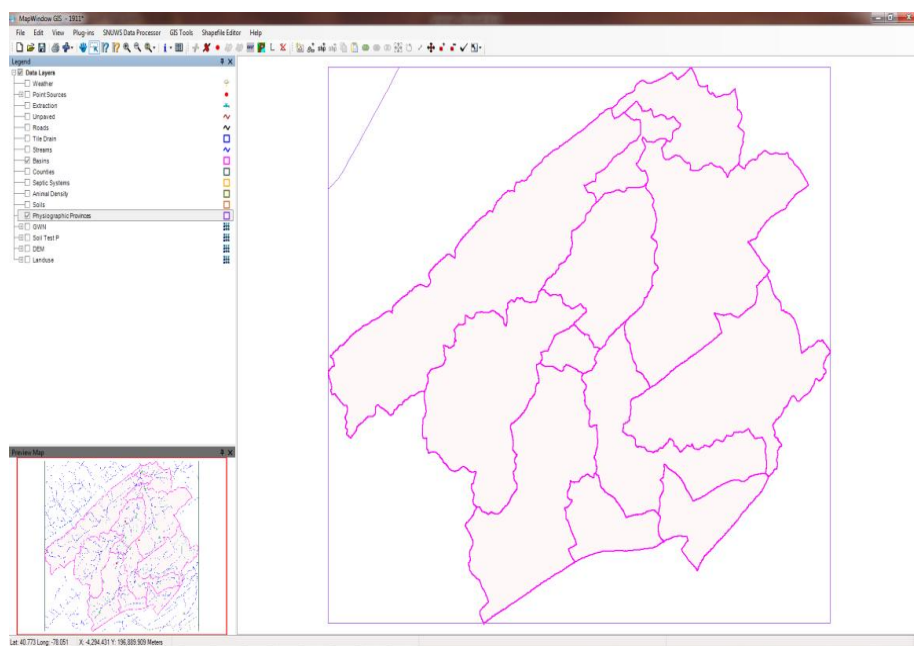 MapWindow GIS - 1911*
File Edit View Plug-ins SNUWS Data Processor GIS Tools Shapefile Editor Help
Legend
Data Layers
Weather
Point Sources
Extraction
Unpaved
Roads
Tile Drain
Streams
Basins
Counties
Septic Systems
Animal Density
Soils
Physiographic Provinces
GWN
Soil Test P
DEM
Landuse
Preview Map
Lat: 40.773 Long: -78.051 X: -4,294.431 Y: 196,889.909 Meters